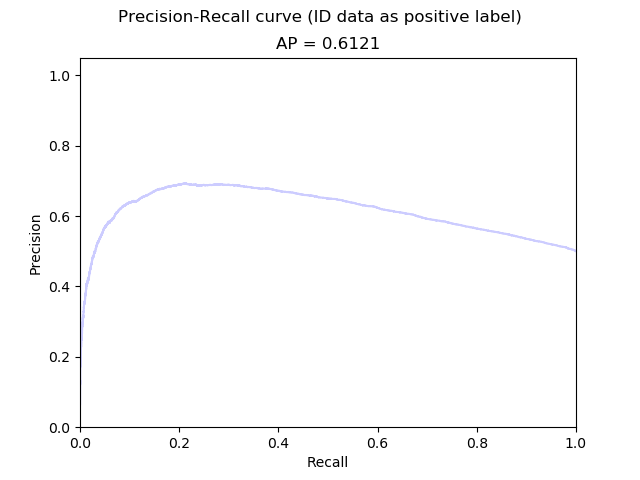 Precision-Recall curve (ID data as positive label)
AP = 0.6121
1.0
0.8
0.6
0.4
0.2
0.0
Precision
0.0 0.2 0.4 0.6 0.8 1.0
Recall